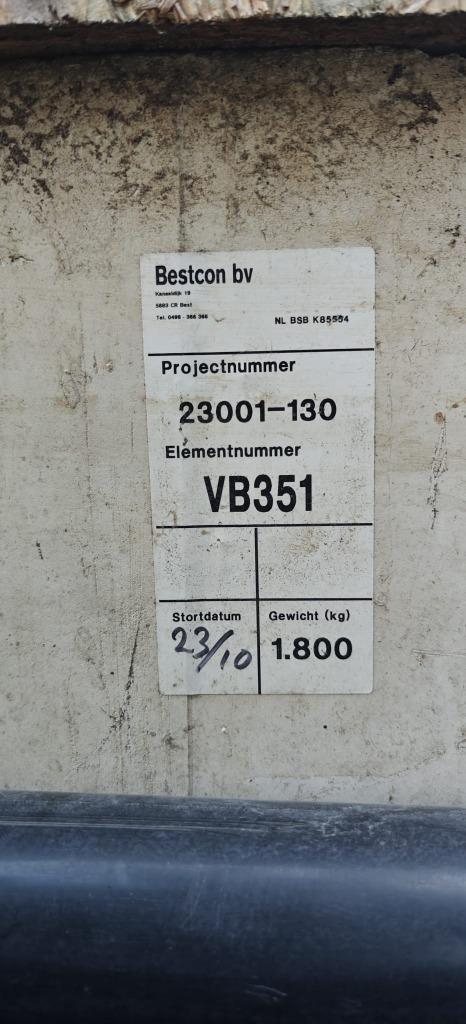 Bestcon bv
Kanaaldijk 19
5683 CR Best
Tel. 0499 - 366 366
NL BSB K85554
Projectnummer
23001-130
Elementnummer
VB351
Stortdatum
Gewicht (kg)
23/10
1.800